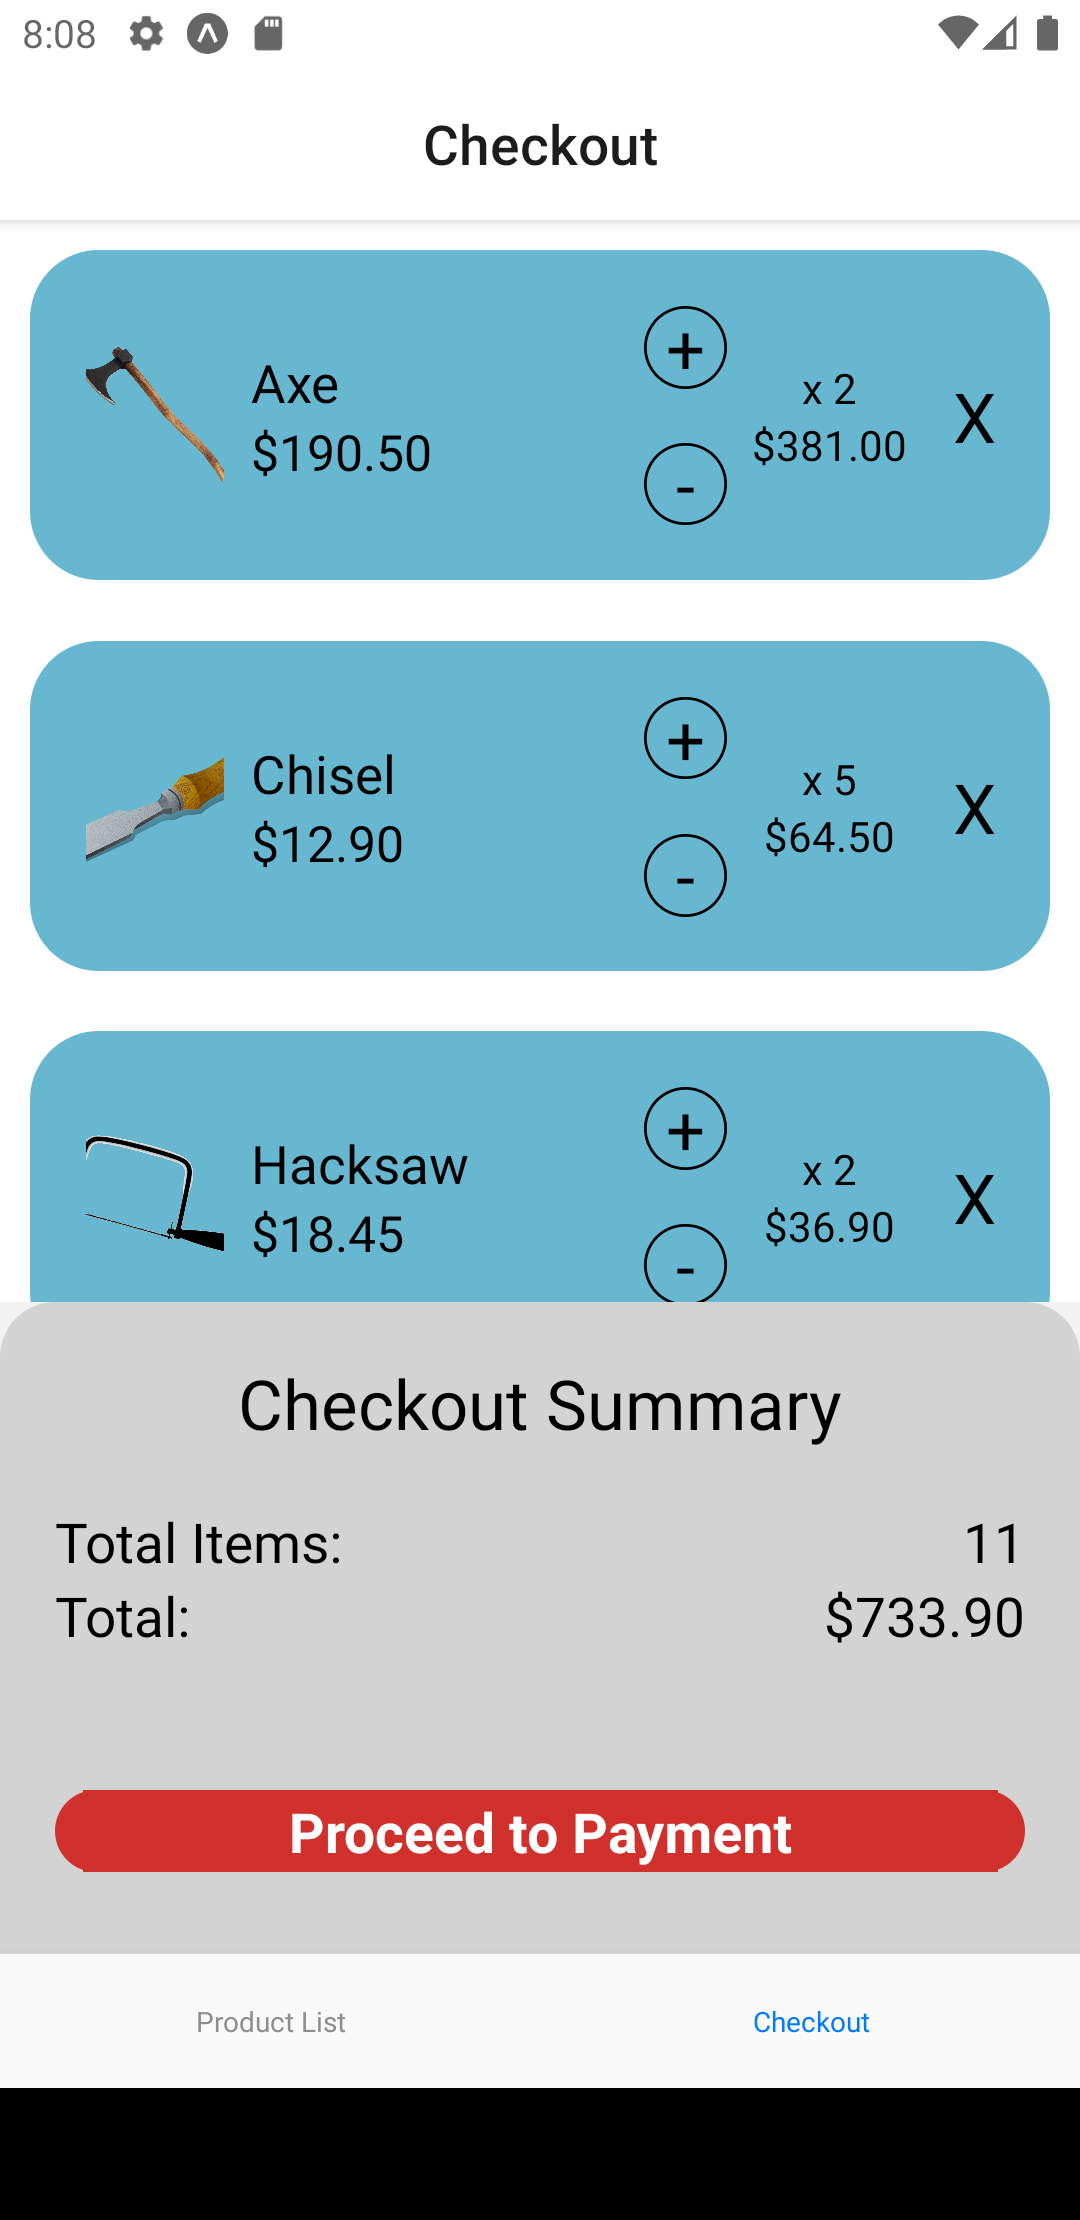 8:08
Checkout
Axe
$190.50
+
-
x 2
$381.00
X
Chisel
$12.90
+
-
x 5
$64.50
X
Hacksaw
$18.45
+
-
x 2
$36.90
X
Checkout Summary
Total Items: 11
Total: $733.90
Proceed to Payment
Product List Checkout